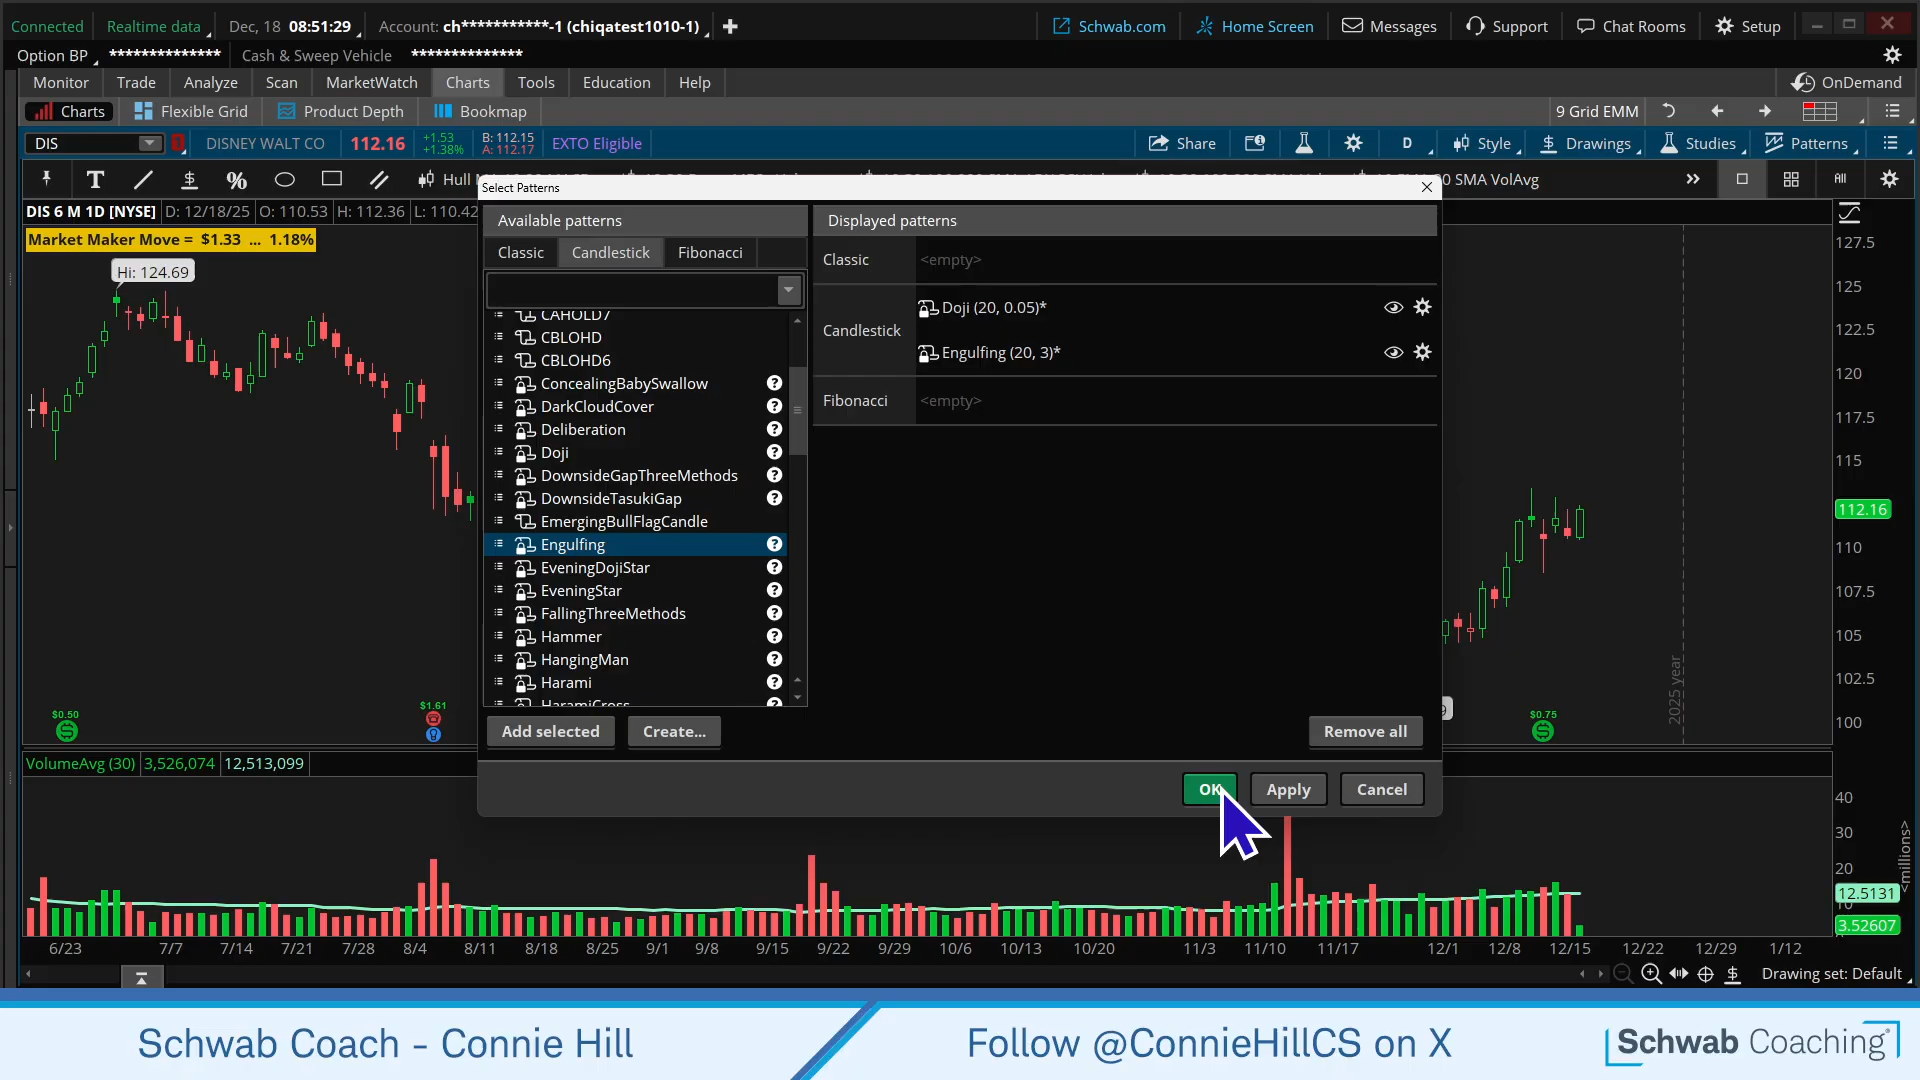 Connected Realtime data Dec, 18 08:51:29 Account: ch***********-1 (chiqatest1010-1) Schwab.com Home Screen Messages Support Chat Rooms Setup
Option BP ************** Cash & Sweep Vehicle **************
Monitor Trade Analyze Scan MarketWatch Charts Tools Education Help OnDemand
Charts Flexible Grid Product Depth Bookmap 9 Grid EMM
DIS DISNEY WALT CO 112.16 +1.53 +1.38% B: 112.15 A: 112.17 EXTO Eligible Share D Style Drawings Studies Patterns
T % Hull SMA VolAvg All
Select Patterns
DIS 6 M 1D [NYSE] D: 12/18/25 O: 110.53 H: 112.36 L: 110.42
Market Maker Move = $1.33 ... 1.18%
Hi: 124.69
Available patterns
Classic Candlestick Fibonacci
CAHOLD7
CBLOHD
CBLOHD6
ConcealingBabySwallow
DarkCloudCover
Deliberation
Doji
DownsideGapThreeMethods
DownsideTasukiGap
EmergingBullFlagCandle
Engulfing
EveningDojiStar
EveningStar
FallingThreeMethods
Hammer
HangingMan
Harami
HaramiCross
Add selected Create...
Displayed patterns
Classic <empty>
Candlestick
Doji (20, 0.05)*
Engulfing (20, 3)*
Fibonacci <empty>
Remove all
OK Apply Cancel
127.5
125
122.5
120
117.5
115
112.16
110
107.5
105
102.5
100
2025 year
$0.50
$1.61
$0.75
VolumeAvg (30) 3,526,074 12,513,099
40
30
20
12.5131
10
3.52607
<millions>
6/23 7/7 7/14 7/21 7/28 8/4 8/11 8/18 8/25 9/1 9/8 9/15 9/22 9/29 10/6 10/13 10/20 11/3 11/10 11/17 12/1 12/8 12/15 12/22 12/29 1/12
Drawing set: Default
Schwab Coach - Connie Hill
Follow @ConnieHillCS on X
Schwab Coaching®